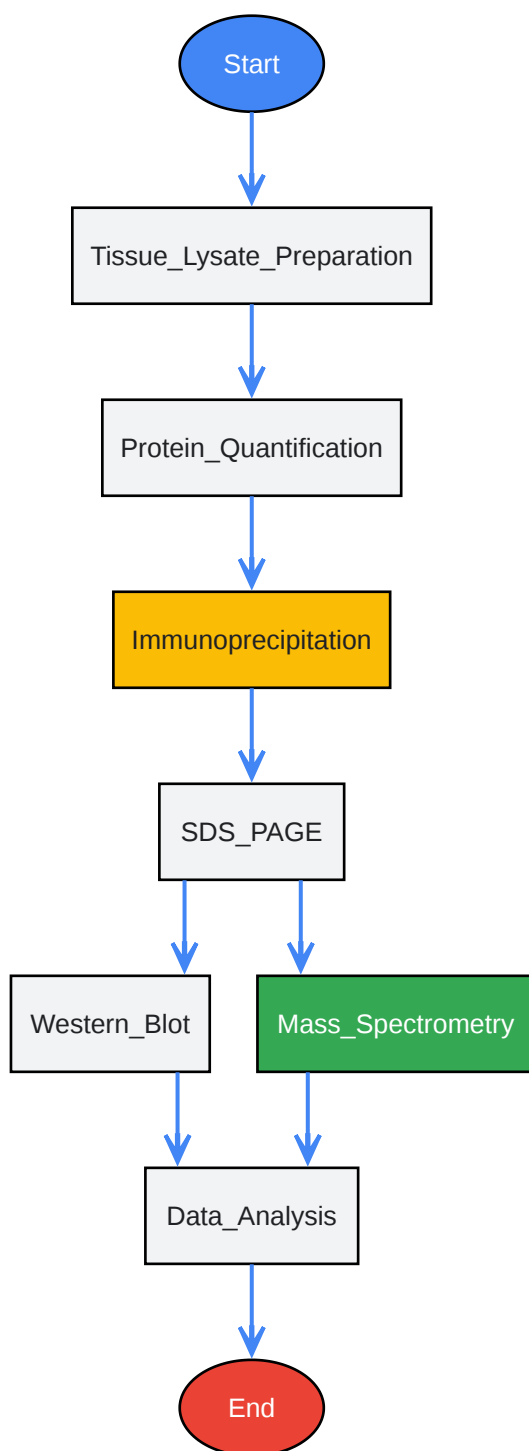 Start
Tissue_Lysate_Preparation
Protein_Quantification
Immunoprecipitation
SDS_PAGE
Western_Blot
Mass_Spectrometry
Data_Analysis
End